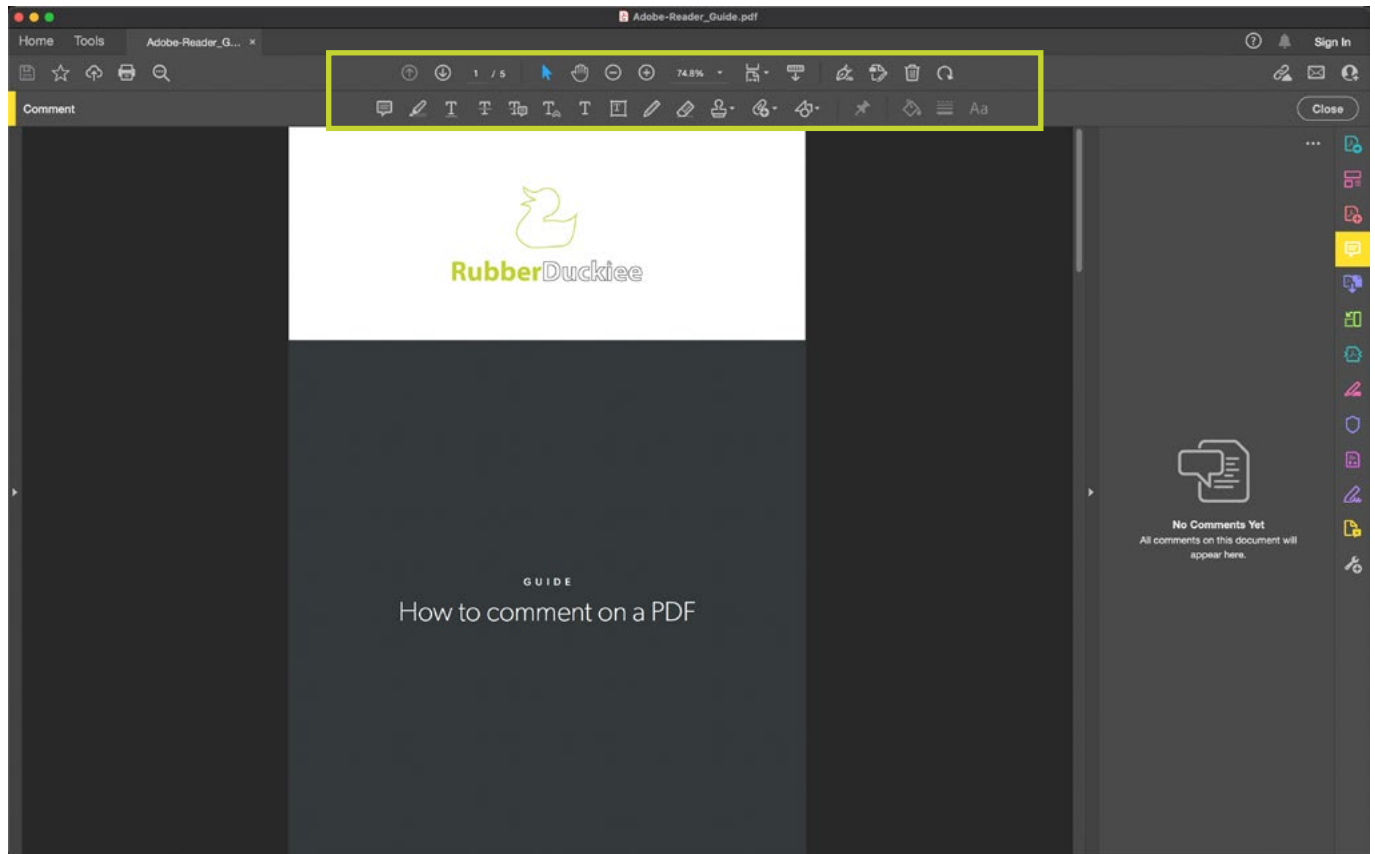 Adobe-Reader_Guide.pdf
Home Tools Adobe-Reader_G... × Sign In
1 / 5 74.8%
Comment T T T T T T Aa Close
RubberDuckiee
GUIDE
How to comment on a PDF
No Comments Yet
All comments on this document will
appear here.